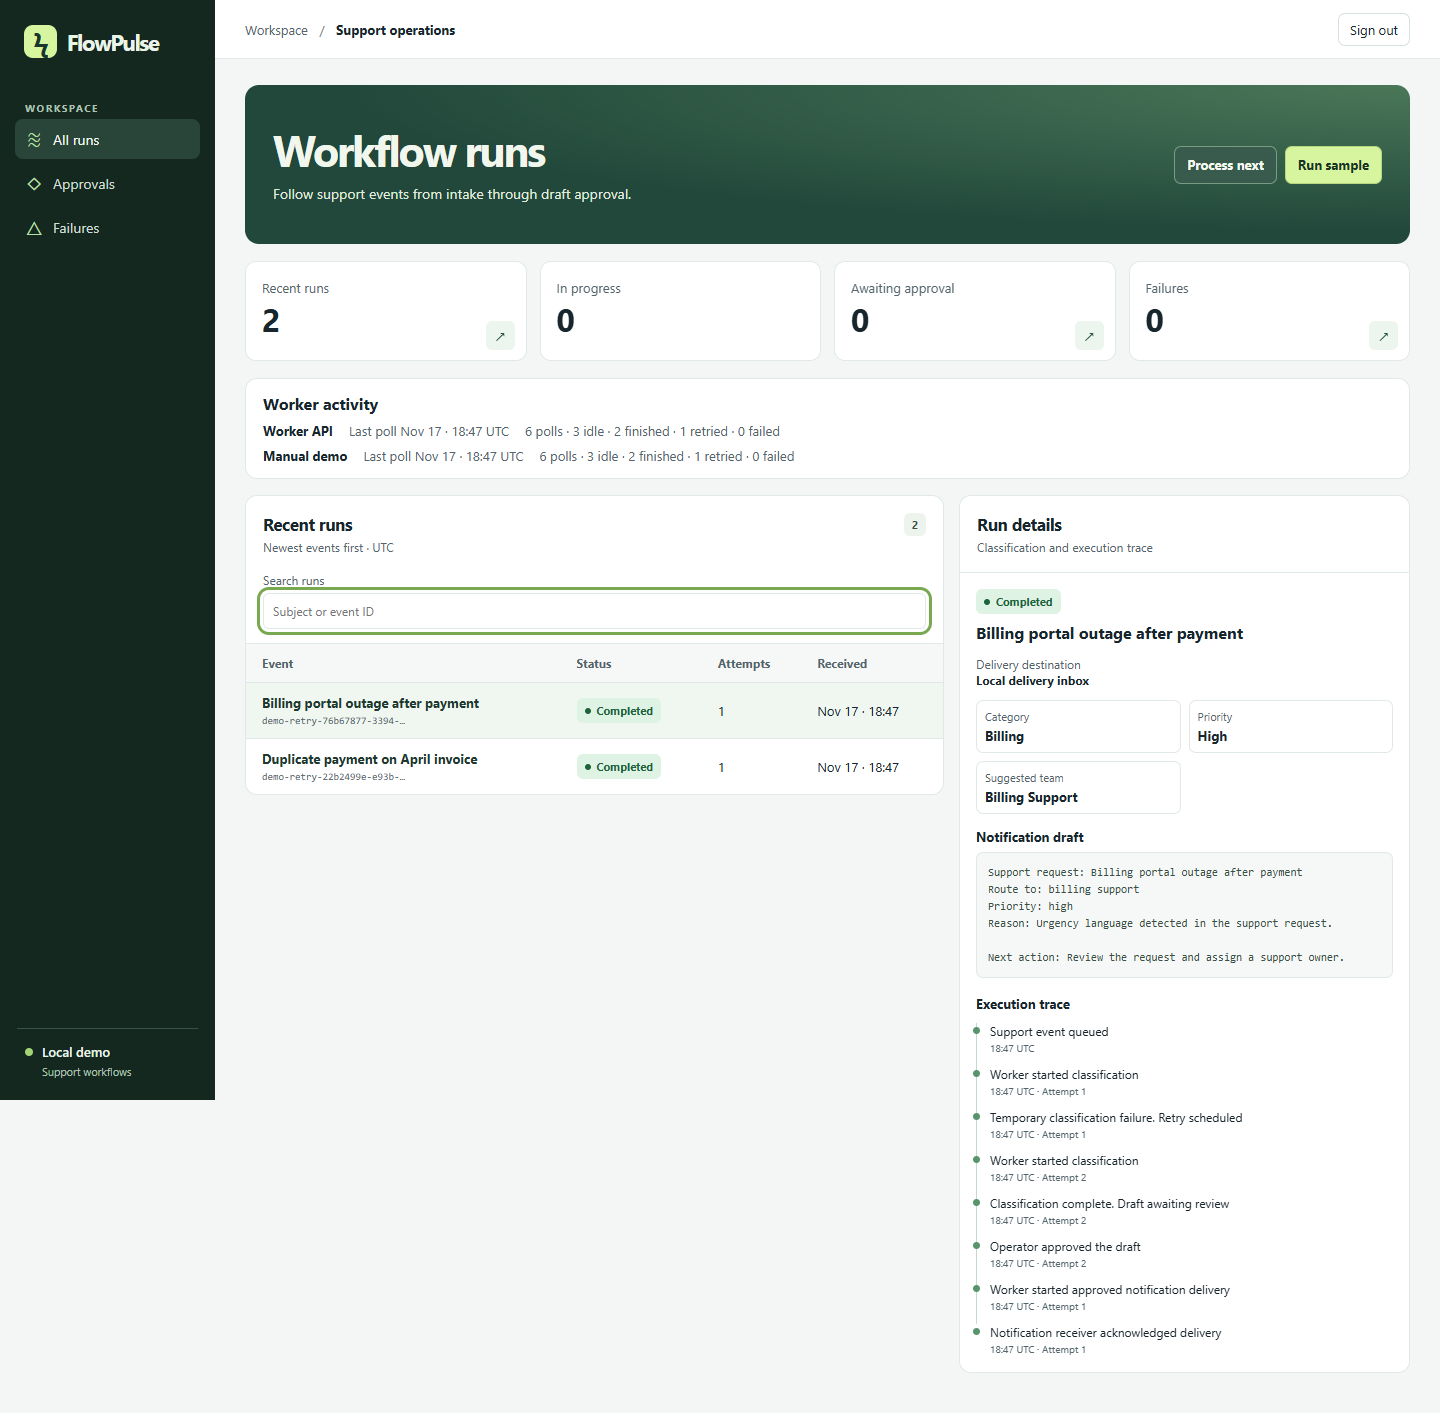 FlowPulse
WORKSPACE
All runs
Approvals
Failures
Local demo
Support workflows
Workspace / Support operations
Sign out
Workflow runs
Follow support events from intake through draft approval.
Process next
Run sample
Recent runs
2
In progress
0
Awaiting approval
0
Failures
0
Worker activity
Worker API Last poll Nov 17 · 18:47 UTC 6 polls · 3 idle · 2 finished · 1 retried · 0 failed
Manual demo Last poll Nov 17 · 18:47 UTC 6 polls · 3 idle · 2 finished · 1 retried · 0 failed
Recent runs
2
Newest events first · UTC
Search runs
Subject or event ID
Event Status Attempts Received
Billing portal outage after payment Completed 1 Nov 17 · 18:47
demo-retry-76b67877-3394-…
Duplicate payment on April invoice Completed 1 Nov 17 · 18:47
demo-retry-22b2499e-e93b-…
Run details
Classification and execution trace
Completed
Billing portal outage after payment
Delivery destination
Local delivery inbox
Category
Billing
Priority
High
Suggested team
Billing Support
Notification draft
Support request: Billing portal outage after payment
Route to: billing support
Priority: high
Reason: Urgency language detected in the support request.
Next action: Review the request and assign a support owner.
Execution trace
Support event queued
18:47 UTC
Worker started classification
18:47 UTC · Attempt 1
Temporary classification failure. Retry scheduled
18:47 UTC · Attempt 1
Worker started classification
18:47 UTC · Attempt 2
Classification complete. Draft awaiting review
18:47 UTC · Attempt 2
Operator approved the draft
18:47 UTC · Attempt 2
Worker started approved notification delivery
18:47 UTC · Attempt 1
Notification receiver acknowledged delivery
18:47 UTC · Attempt 1